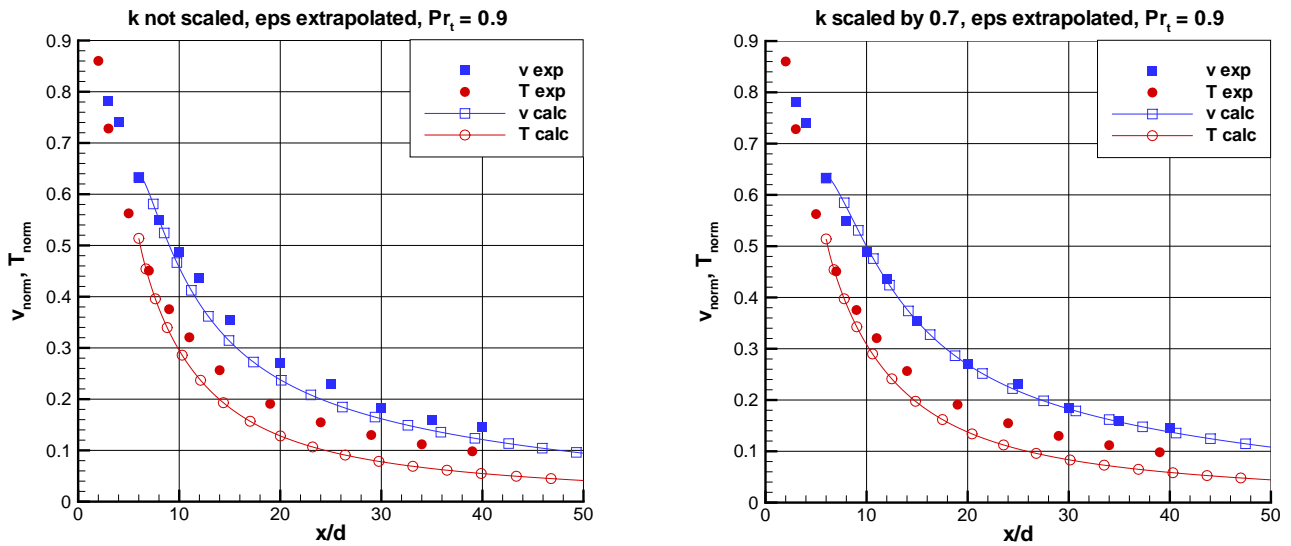 k not scaled, eps extrapolated, Pr_t = 0.9
0.9
0.8
0.7
0.6
0.5
0.4
0.3
0.2
0.1
0
v_norm, T_norm
v exp
T exp
v calc
T calc
0 10 20 30 40 50
x/d
k scaled by 0.7, eps extrapolated, Pr_t = 0.9
0.9
0.8
0.7
0.6
0.5
0.4
0.3
0.2
0.1
0
v_norm, T_norm
v exp
T exp
v calc
T calc
0 10 20 30 40 50
x/d